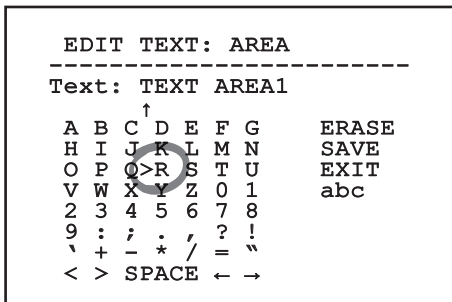 EDIT TEXT: AREA
------------------------
Text: TEXT AREA1
↑
A B C D E F G ERASE
H I J K L M N SAVE
O P Q>R S T U EXIT
V W X Y Z 0 1 abc
2 3 4 5 6 7 8
9 : ; . , ? !
‵ + – * / = ‶
< > SPACE ← →